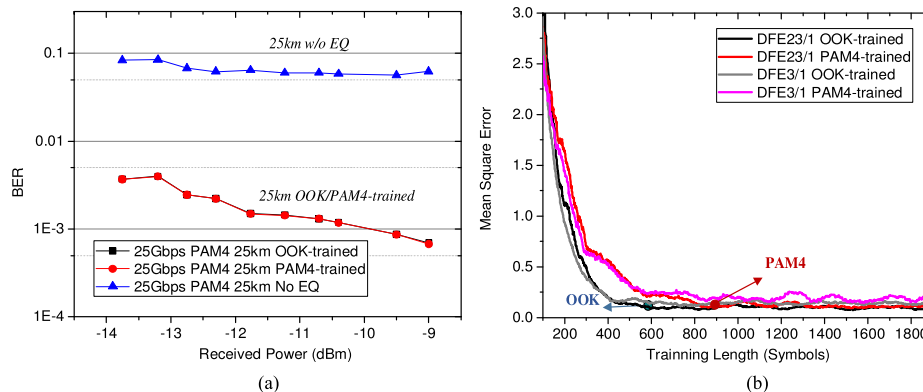 25km w/o EQ
0.1
0.01
1E-3
1E-4
BER
25km OOK/PAM4-trained
25Gbps PAM4 25km OOK-trained
25Gbps PAM4 25km PAM4-trained
25Gbps PAM4 25km No EQ
-14 -13 -12 -11 -10 -9 -8
Received Power (dBm)
(a)
3.0
2.5
2.0
1.5
1.0
0.5
0.0
Mean Square Error
DFE23/1 OOK-trained
DFE23/1 PAM4-trained
DFE3/1 OOK-trained
DFE3/1 PAM4-trained
PAM4
OOK
200 400 600 800 1000 1200 1400 1600 1800
Trainning Length (Symbols)
(b)